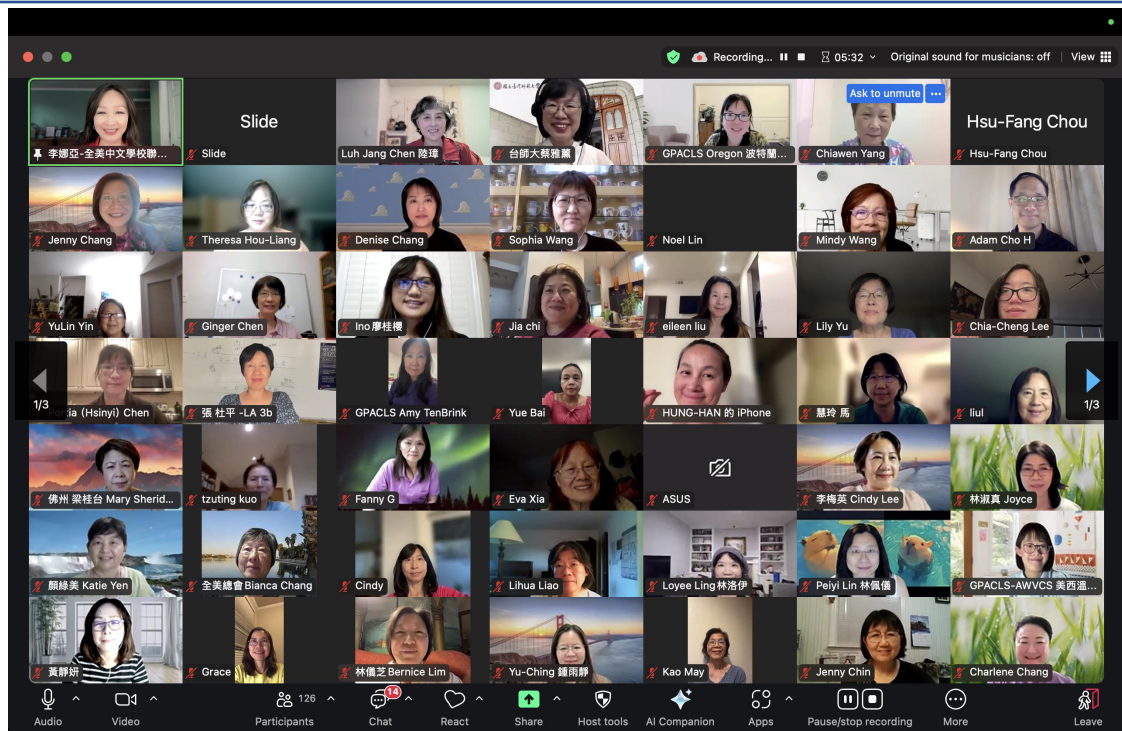 Recording...
05:32
Original sound for musicians: off
View
李娜亞-全美中文學校聯...
Slide
Slide
Luh Jang Chen 陸璋
國立臺灣師範大學
台師大蔡雅薰
GPACLS Oregon 波特蘭...
Ask to unmute
...
Chiawen Yang
Hsu-Fang Chou
Hsu-Fang Chou
Jenny Chang
Theresa Hou-Liang
Denise Chang
Sophia Wang
Noel Lin
Mindy Wang
Adam Cho H
YuLin Yin
Ginger Chen
Ino 廖桂櫻
Jia chi
eileen liu
Lily Yu
Chia-Cheng Lee
1/3
(Hsinyi) Chen
張 杜平 -LA 3b
GPACLS Amy TenBrink
Yue Bai
HUNG-HAN 的 iPhone
慧玲 馬
liul
1/3
佛州 梁桂台 Mary Sherid...
tzuting kuo
Fanny G
Eva Xia
ASUS
李梅英 Cindy Lee
林淑真 Joyce
顏綠美 Katie Yen
全美總會 Bianca Chang
Cindy
Lihua Liao
Loyee Ling 林洛伊
Peiyi Lin 林佩儀
GPACLS-AWVCS 美西溫...
黃靜妍
Grace
林儀芝 Bernice Lim
Yu-Ching 鍾雨靜
Kao May
Jenny Chin
Charlene Chang
126
14
Audio
Video
Participants
Chat
React
Share
Host tools
AI Companion
Apps
Pause/stop recording
More
Leave